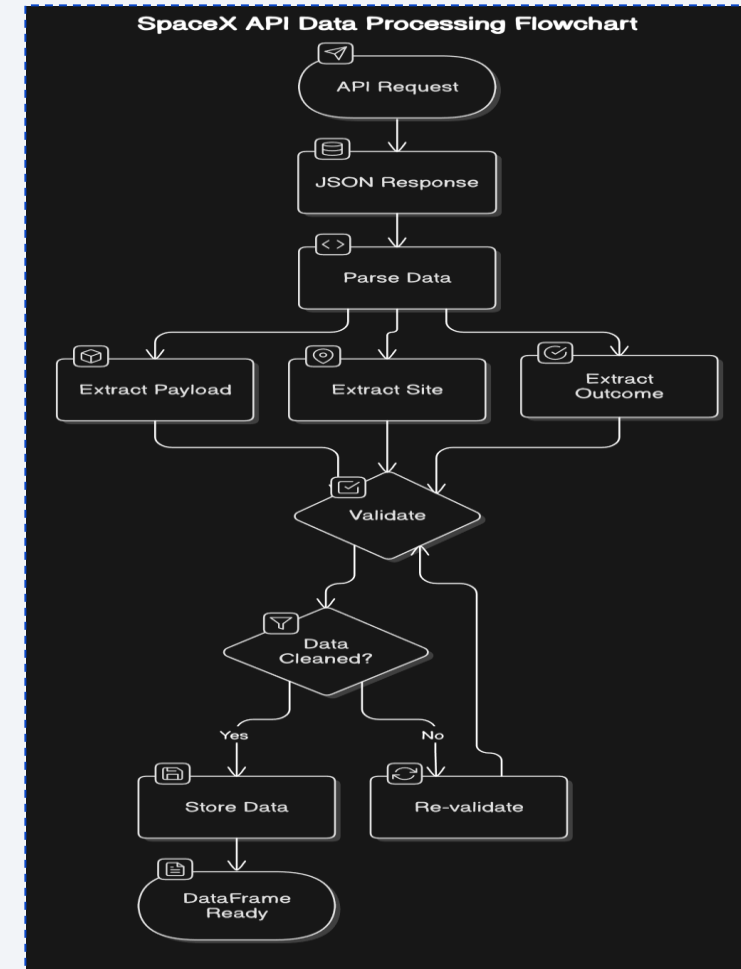 SpaceX API Data Processing Flowchart
API Request
JSON Response
Parse Data
Extract Payload
Extract Site
Extract
Outcome
Validate
Data
Cleaned?
Yes
No
Store Data
Re-validate
DataFrame
Ready